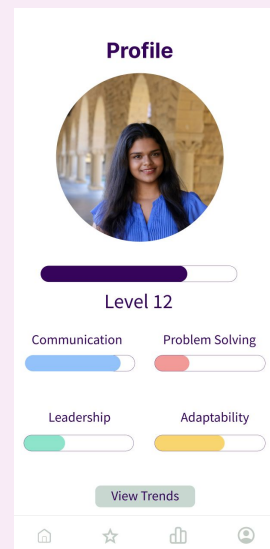 Profile
Level 12
Communication Problem Solving
Leadership Adaptability
View Trends